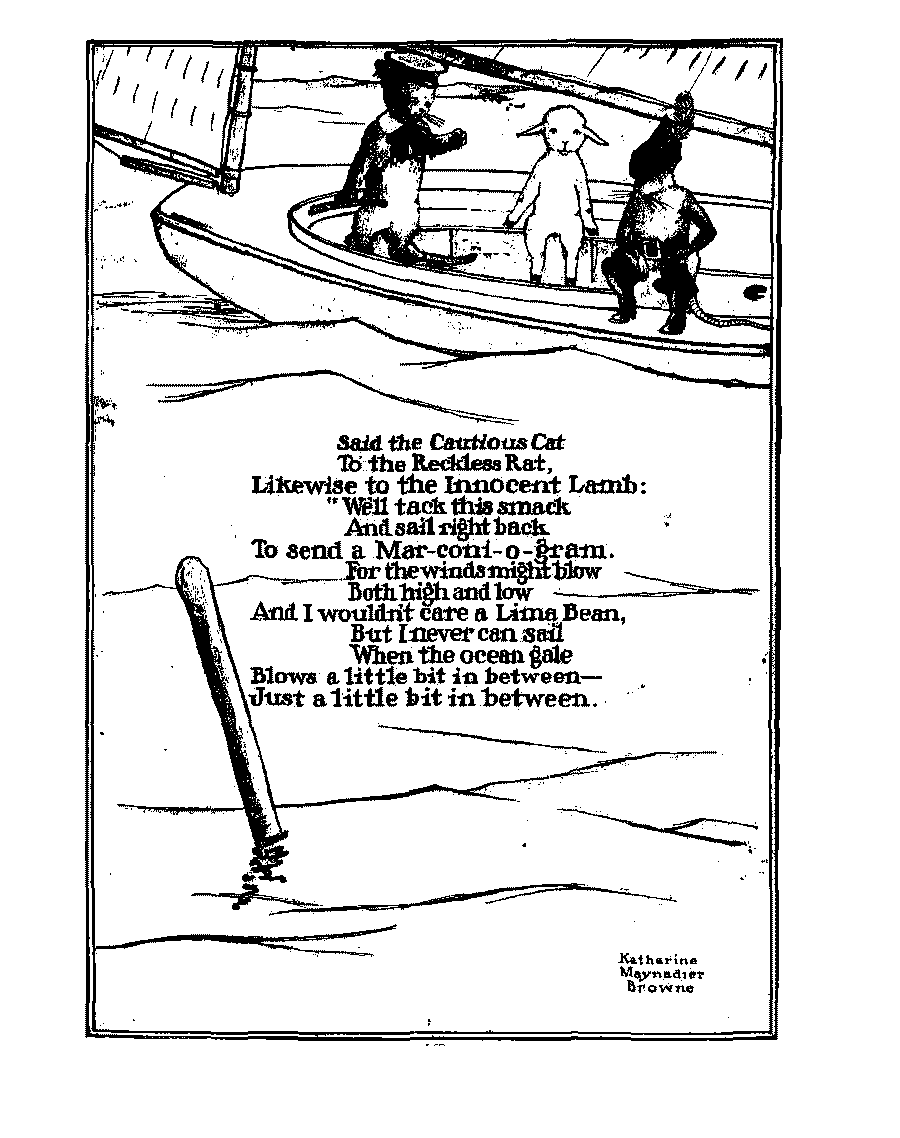 Said the Cautious Cat
To the Reckless Rat,
Likewise to the Innocent Lamb:
"We'll tack this smack
And sail right back
To send a Mar-coni-o-gram.
For the winds might blow
Both high and low
And I wouldn't care a Lima Bean,
But I never can sail
When the ocean gale
Blows a little bit in between—
Just a little bit in between.
Katharine
Maynadier
Browne